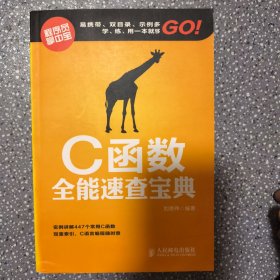 程序员
掌中宝
易携带、双目录、示例多
学、练、用一本就够
GO!
C函数
全能速查宝典
编著
实例讲解447个常用C函数
双重索引，C语言编程随时查
人民邮电出版社